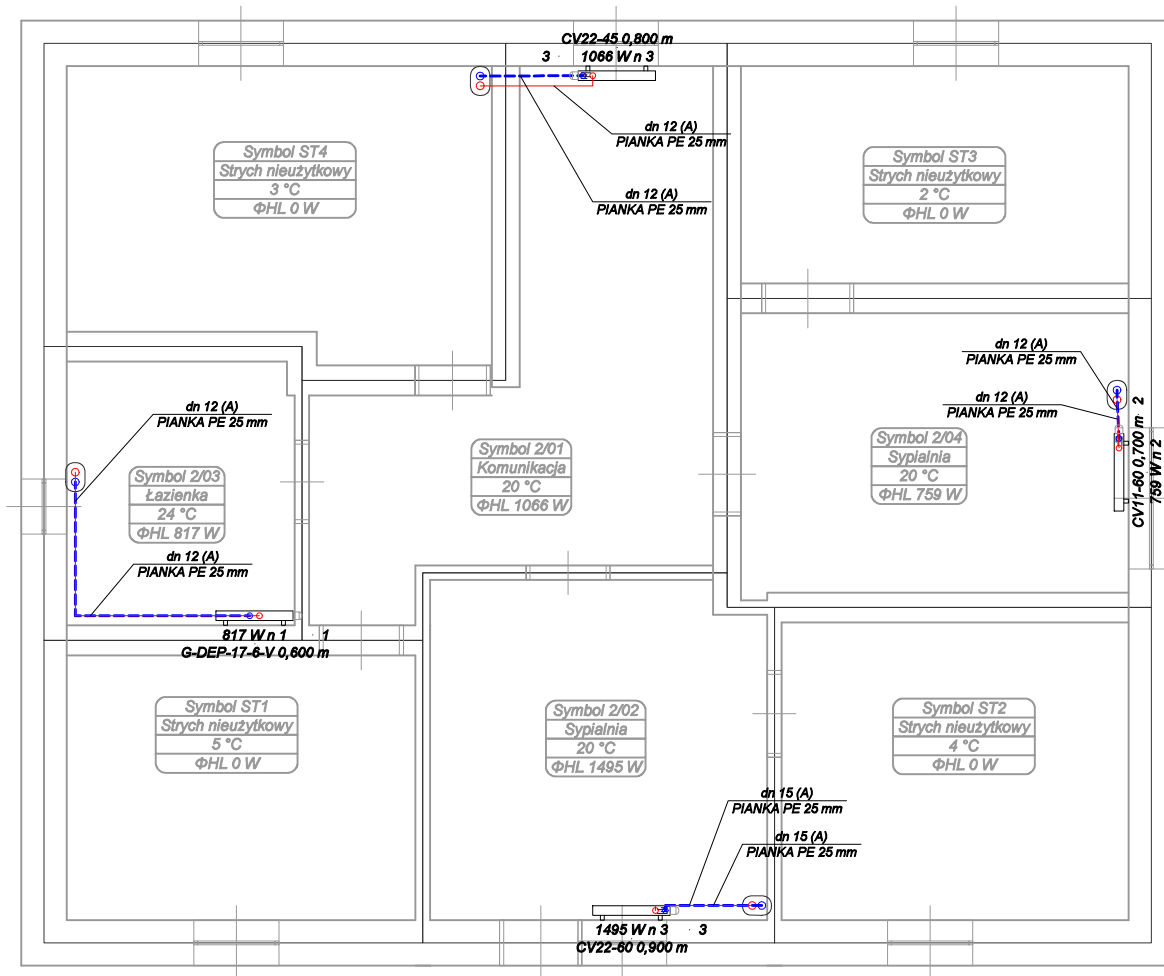 CV22-45 0,800 m
3 1066 W n 3
dn 12 (A)
PIANKA PE 25 mm
dn 12 (A)
PIANKA PE 25 mm
Symbol ST4
Strych nieużytkowy
3 °C
ΦHL 0 W
Symbol ST3
Strych nieużytkowy
2 °C
ΦHL 0 W
dn 12 (A)
PIANKA PE 25 mm
dn 12 (A)
PIANKA PE 25 mm
CV11-60 0,700 m 2
759 W n 2
dn 12 (A)
PIANKA PE 25 mm
Symbol 2/03
Łazienka
24 °C
ΦHL 817 W
Symbol 2/01
Komunikacja
20 °C
ΦHL 1066 W
Symbol 2/04
Sypialnia
20 °C
ΦHL 759 W
dn 12 (A)
PIANKA PE 25 mm
817 W n 1 1
G-DEP-17-6-V 0,600 m
Symbol ST1
Strych nieużytkowy
5 °C
ΦHL 0 W
Symbol 2/02
Sypialnia
20 °C
ΦHL 1495 W
Symbol ST2
Strych nieużytkowy
4 °C
ΦHL 0 W
dn 15 (A)
PIANKA PE 25 mm
dn 15 (A)
PIANKA PE 25 mm
1495 W n 3 3
CV22-60 0,900 m